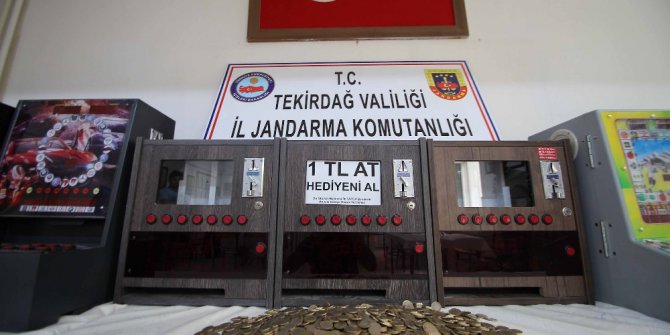 T.C.
TEKİRDAĞ VALİLİĞİ
İL JANDARMA KOMUTANLIĞI
1 TL AT
HEDİYENİ AL